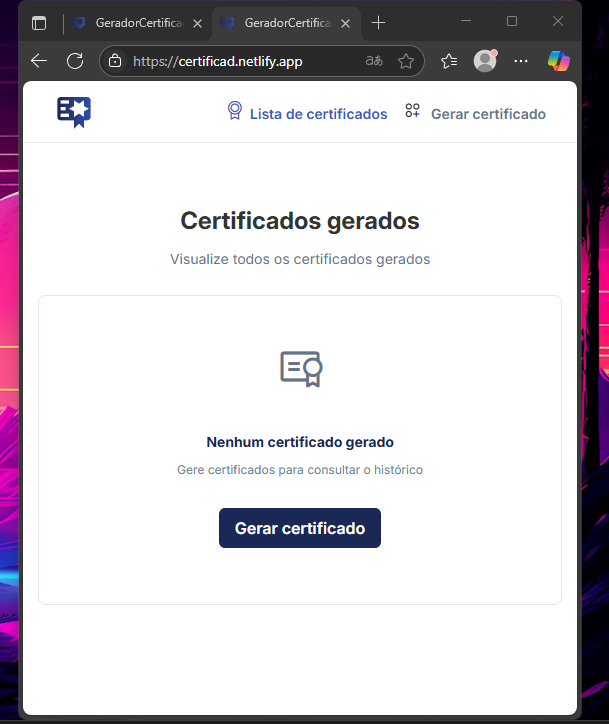 GeradorCertifica
GeradorCertifica
https://certificad.netlify.app
Lista de certificados
Gerar certificado
Certificados gerados
Visualize todos os certificados gerados
Nenhum certificado gerado
Gere certificados para consultar o histórico
Gerar certificado